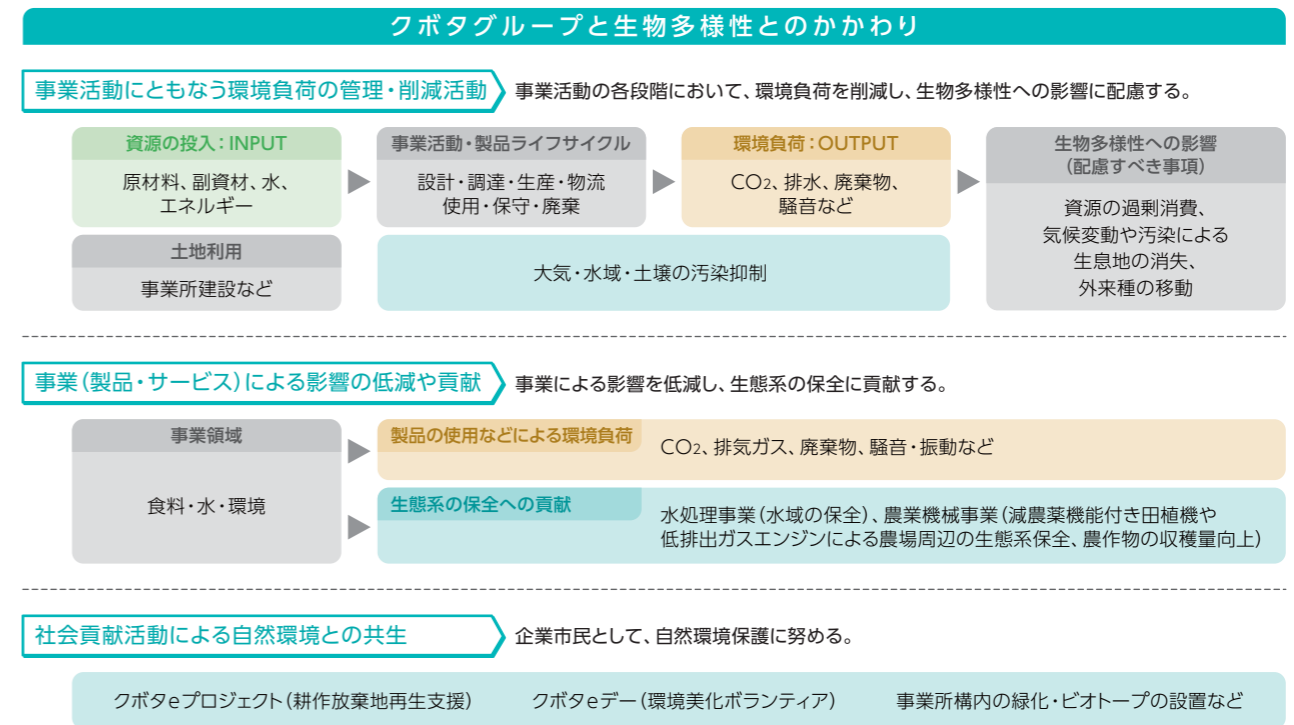 クボタグループと生物多様性とのかかわり
事業活動にともなう環境負荷の管理・削減活動
事業活動の各段階において、環境負荷を削減し、生物多様性への影響に配慮する。
資源の投入：INPUT
原材料、副資材、水、
エネルギー
事業活動・製品ライフサイクル
設計・調達・生産・物流
使用・保守・廃棄
環境負荷：OUTPUT
CO2、排水、廃棄物、
騒音など
生物多様性への影響
（配慮すべき事項）
資源の過剰消費、
気候変動や汚染による
生息地の消失、
外来種の移動
土地利用
事業所建設など
大気・水域・土壌の汚染抑制
事業（製品・サービス）による影響の低減や貢献
事業による影響を低減し、生態系の保全に貢献する。
事業領域
食料・水・環境
製品の使用などによる環境負荷
CO2、排気ガス、廃棄物、騒音・振動など
生態系の保全への貢献
水処理事業（水域の保全）、農業機械事業（減農薬機能付き田植機や
低排出ガスエンジンによる農場周辺の生態系保全、農作物の収穫量向上）
社会貢献活動による自然環境との共生
企業市民として、自然環境保護に努める。
クボタeプロジェクト（耕作放棄地再生支援）
クボタeデー（環境美化ボランティア）
事業所構内の緑化・ビオトープの設置など